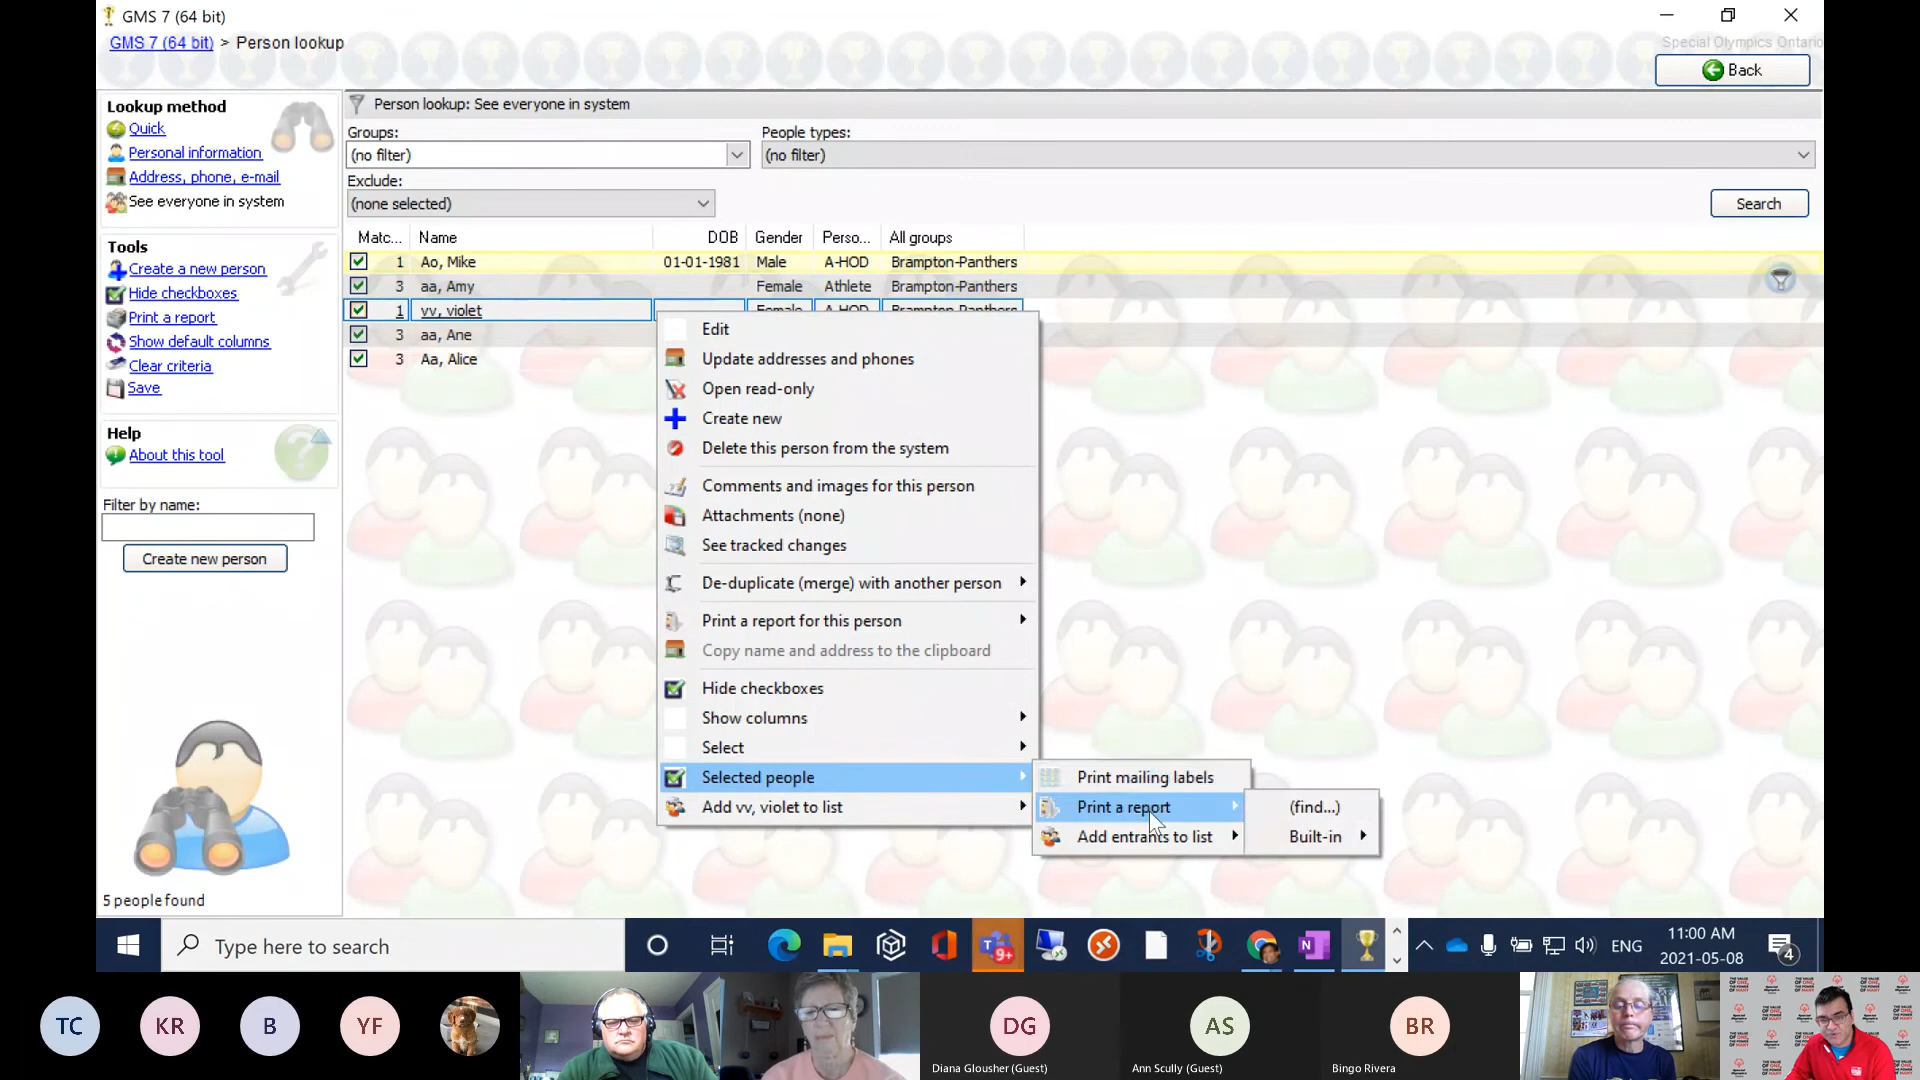 GMS 7 (64 bit)
GMS 7 (64 bit) > Person lookup
Special Olympics Ontario
Back
Lookup method
Quick
Personal information
Address, phone, e-mail
See everyone in system
Tools
Create a new person
Hide checkboxes
Print a report
Show default columns
Clear criteria
Save
Help
About this tool
Filter by name:
Create new person
5 people found
Person lookup: See everyone in system
Groups:
People types:
(no filter)
(no filter)
Exclude:
(none selected)
Search
Matc... Name DOB Gender Perso... All groups
1 Ao, Mike 01-01-1981 Male A-HOD Brampton-Panthers
3 aa, Amy Female Athlete Brampton-Panthers
1 vv, violet Female A-HOD Brampton-Panthers
3 aa, Ane
3 Aa, Alice
Edit
Update addresses and phones
Open read-only
Create new
Delete this person from the system
Comments and images for this person
Attachments (none)
See tracked changes
De-duplicate (merge) with another person
Print a report for this person
Copy name and address to the clipboard
Hide checkboxes
Show columns
Select
Selected people
Add vv, violet to list
Print mailing labels
Print a report
Add entrants to list
(find...)
Built-in
Type here to search
9+
ENG
11:00 AM
2021-05-08
4
TC
KR
B
YF
DG
Diana Glousher (Guest)
AS
Ann Scully (Guest)
BR
Bingo Rivera